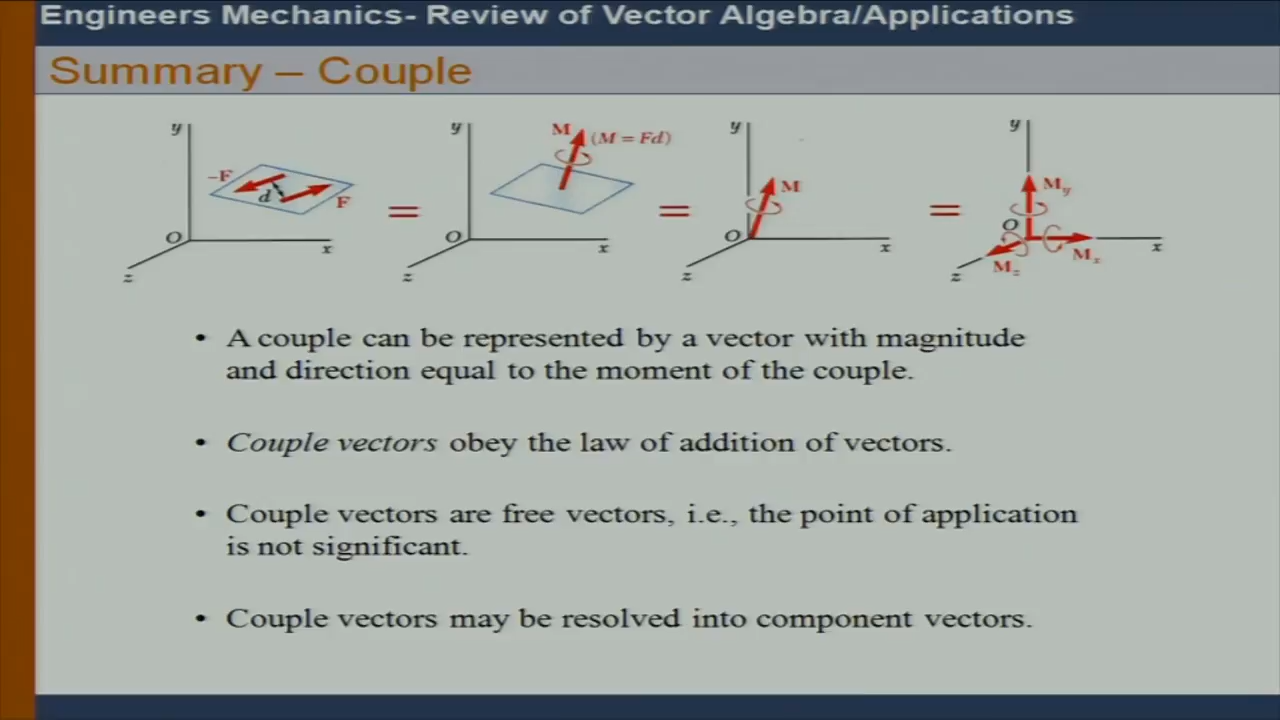 Engineers Mechanics- Review of Vector Algebra/Applications
Summary – Couple
y
-F
d
F
O
x
z
=
y
M
(M = Fd)
O
x
z
=
y
M
O
x
z
=
y
My
O
Mz
Mx
x
z
• A couple can be represented by a vector with magnitude
and direction equal to the moment of the couple.
• Couple vectors obey the law of addition of vectors.
• Couple vectors are free vectors, i.e., the point of application
is not significant.
• Couple vectors may be resolved into component vectors.